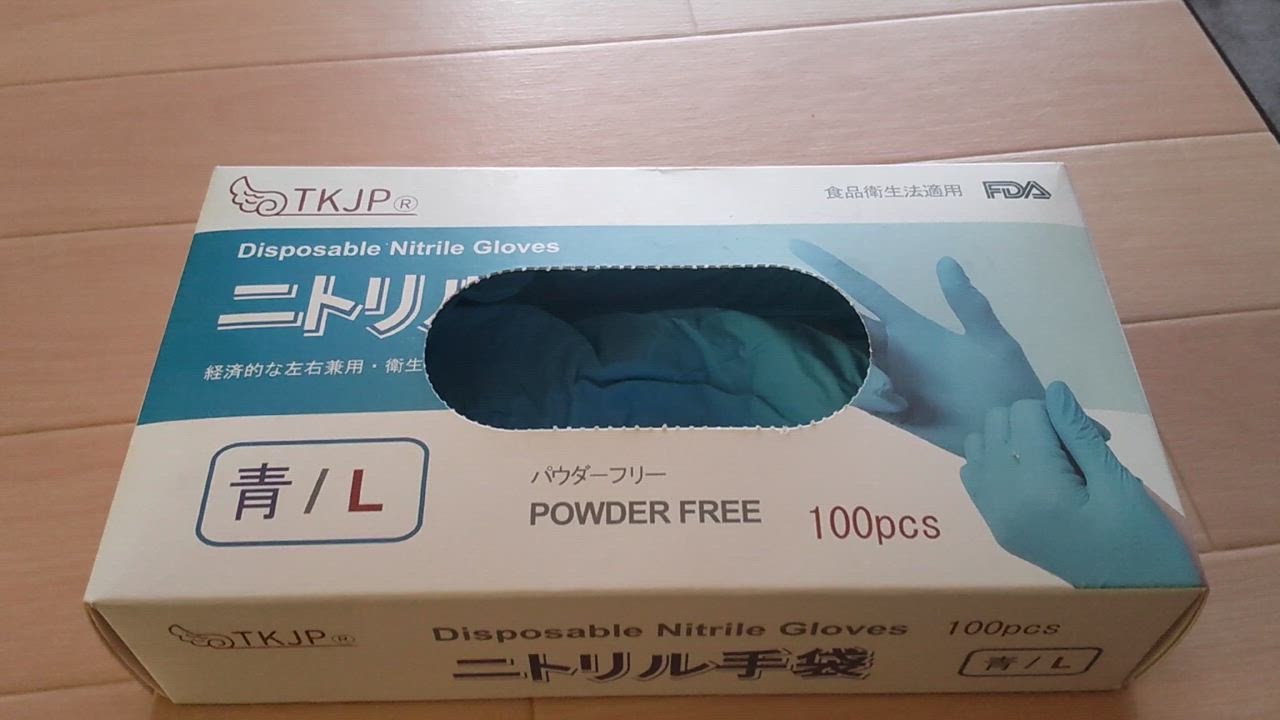 TKJP®
食品衛生法適用 FDA
Disposable Nitrile Gloves
ニトリル
経済的な左右兼用・衛生
青/L
パウダーフリー
POWDER FREE
100pcs
TKJP®
Disposable Nitrile Gloves 100pcs
ニトリル手袋
青/L